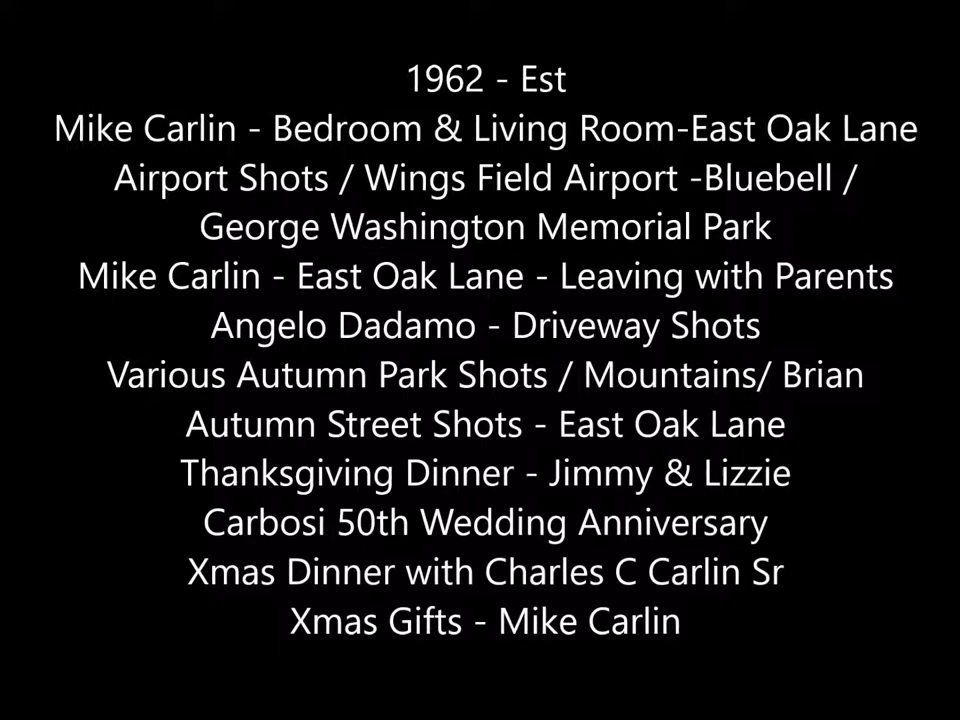 1962 - Est
Mike Carlin - Bedroom & Living Room-East Oak Lane
Airport Shots / Wings Field Airport -Bluebell /
George Washington Memorial Park
Mike Carlin - East Oak Lane - Leaving with Parents
Angelo Dadamo - Driveway Shots
Various Autumn Park Shots / Mountains/ Brian
Autumn Street Shots - East Oak Lane
Thanksgiving Dinner - Jimmy & Lizzie
Carbosi 50th Wedding Anniversary
Xmas Dinner with Charles C Carlin Sr
Xmas Gifts - Mike Carlin